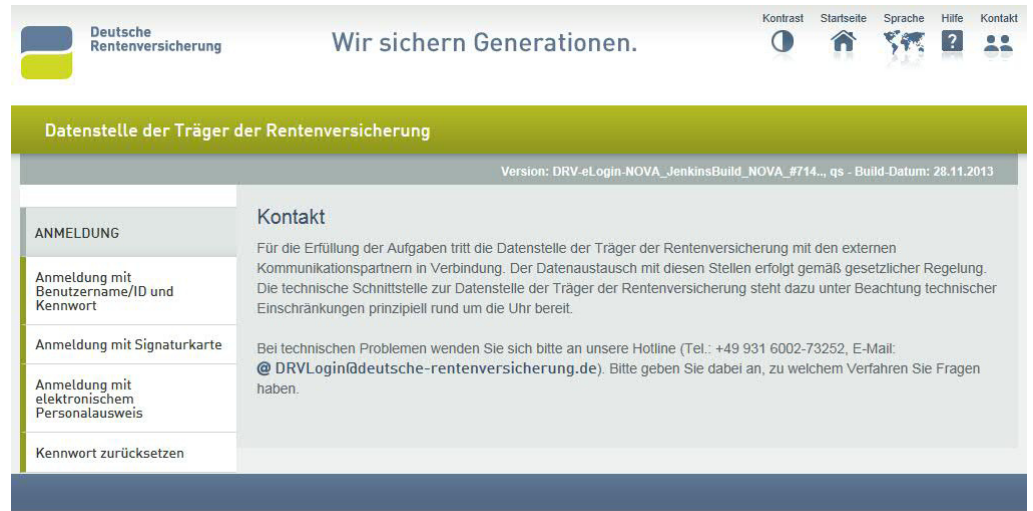 Deutsche
Rentenversicherung
Wir sichern Generationen.
Kontrast Startseite Sprache Hilfe Kontakt
Datenstelle der Träger der Rentenversicherung
Version: DRV-eLogin-NOVA_JenkinsBuild_NOVA_#714.., qs - Build-Datum: 28.11.2013
ANMELDUNG
Anmeldung mit
Benutzername/ID und
Kennwort
Anmeldung mit Signaturkarte
Anmeldung mit
elektronischem
Personalausweis
Kennwort zurücksetzen
Kontakt
Für die Erfüllung der Aufgaben tritt die Datenstelle der Träger der Rentenversicherung mit den externen
Kommunikationspartnern in Verbindung. Der Datenaustausch mit diesen Stellen erfolgt gemäß gesetzlicher Regelung.
Die technische Schnittstelle zur Datenstelle der Träger der Rentenversicherung steht dazu unter Beachtung technischer
Einschränkungen prinzipiell rund um die Uhr bereit.
Bei technischen Problemen wenden Sie sich bitte an unsere Hotline (Tel.: +49 931 6002-73252, E-Mail:
@ DRVLogin@deutsche-rentenversicherung.de). Bitte geben Sie dabei an, zu welchem Verfahren Sie Fragen
haben.